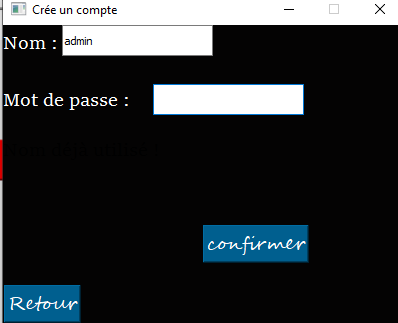 Crée un compte
Nom : admin
Mot de passe :
confirmer
Retour